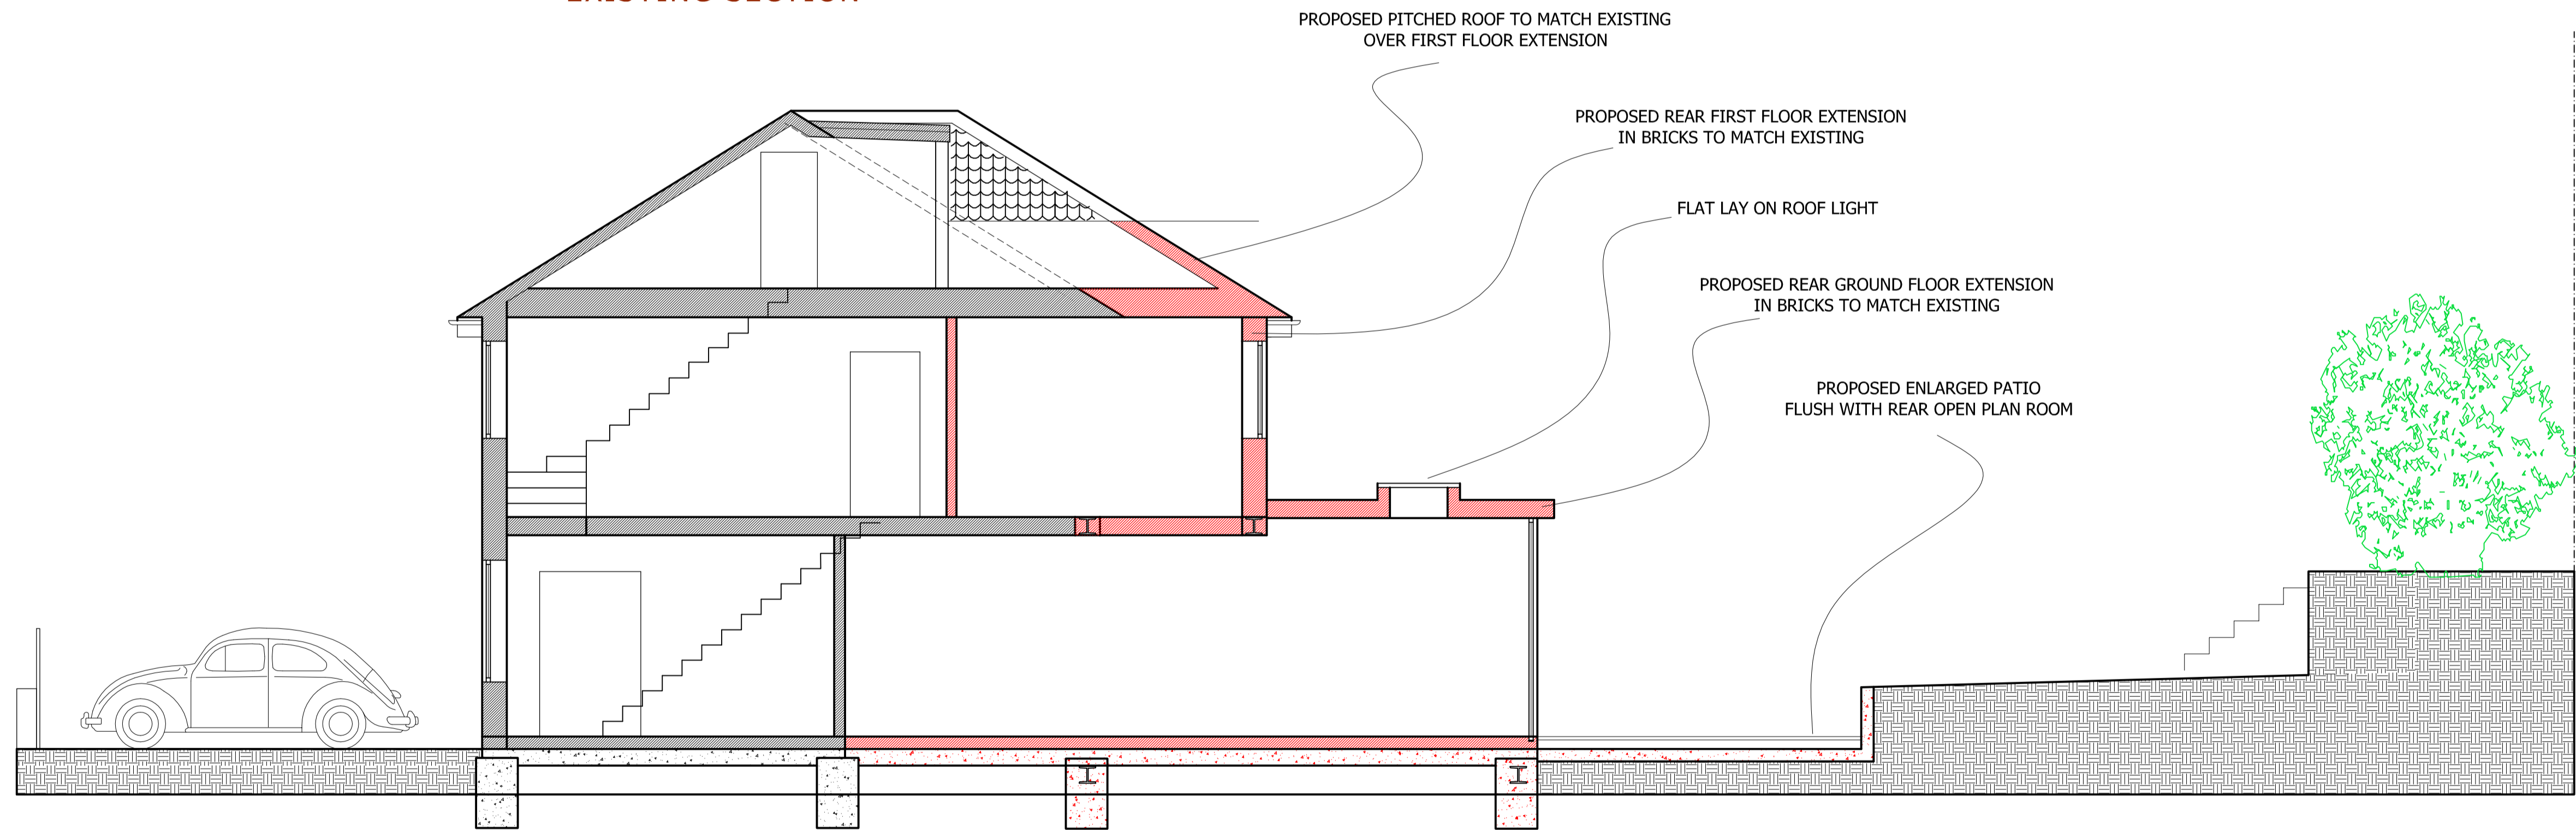 EXISTING SECTION
PROPOSED PITCHED ROOF TO MATCH EXISTING
OVER FIRST FLOOR EXTENSION
PROPOSED REAR FIRST FLOOR EXTENSION
IN BRICKS TO MATCH EXISTING
FLAT LAY ON ROOF LIGHT
PROPOSED REAR GROUND FLOOR EXTENSION
IN BRICKS TO MATCH EXISTING
PROPOSED ENLARGED PATIO
FLUSH WITH REAR OPEN PLAN ROOM